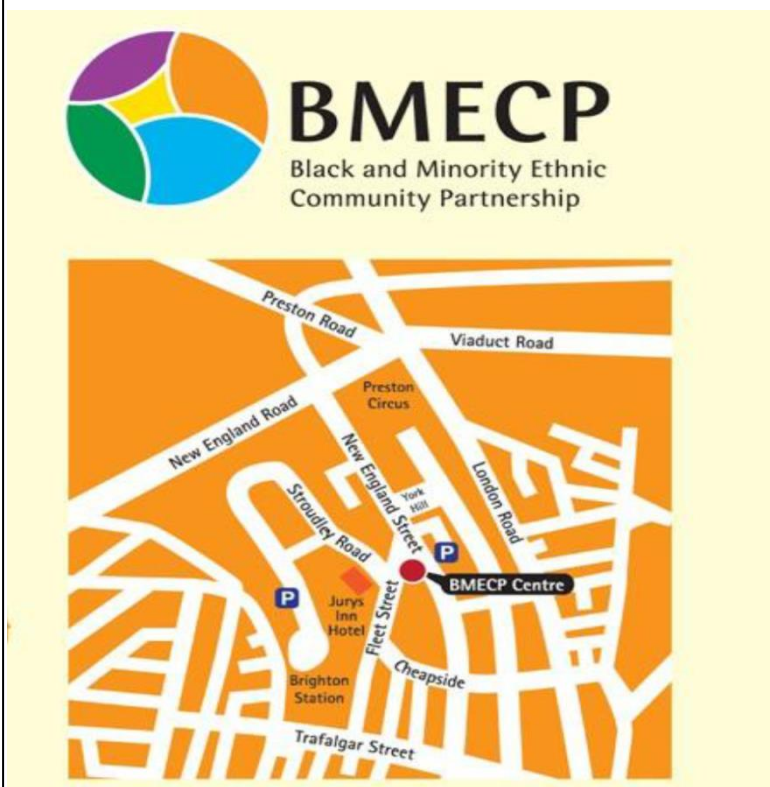 BMECP
Black and Minority Ethnic
Community Partnership
Preston Road
Viaduct Road
Preston
Circus
New England Road
New England Street
London Road
York
Hill
Stroudley Road
P
BMECP Centre
P
Jurys
Inn
Hotel
Fleet Street
Cheapside
Brighton
Station
Trafalgar Street